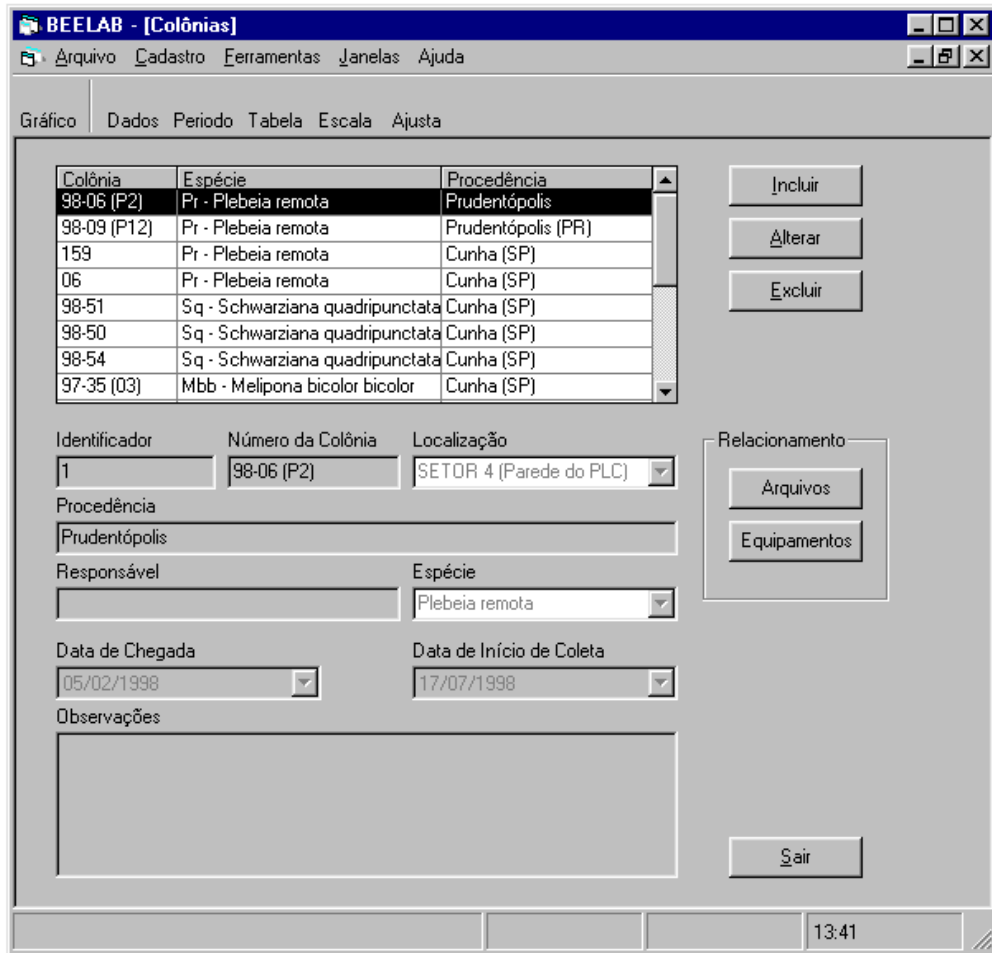 BEELAB - [Colônias]
Arquivo Cadastro Ferramentas Janelas Ajuda
Gráfico Dados Periodo Tabela Escala Ajusta
Colônia Espécie Procedência
98-06 (P2) Pr - Plebeia remota Prudentópolis
98-09 (P12) Pr - Plebeia remota Prudentópolis (PR)
159 Pr - Plebeia remota Cunha (SP)
06 Pr - Plebeia remota Cunha (SP)
98-51 Sq - Schwarziana quadripunctata Cunha (SP)
98-50 Sq - Schwarziana quadripunctata Cunha (SP)
98-54 Sq - Schwarziana quadripunctata Cunha (SP)
97-35 (03) Mbb - Melipona bicolor bicolor Cunha (SP)
Incluir
Alterar
Excluir
Identificador Número da Colônia Localização
1 98-06 (P2) SETOR 4 (Parede do PLC)
Procedência
Prudentópolis
Responsável Espécie
Plebeia remota
Data de Chegada Data de Início de Coleta
05/02/1998 17/07/1998
Observações
Relacionamento
Arquivos
Equipamentos
Sair
13:41